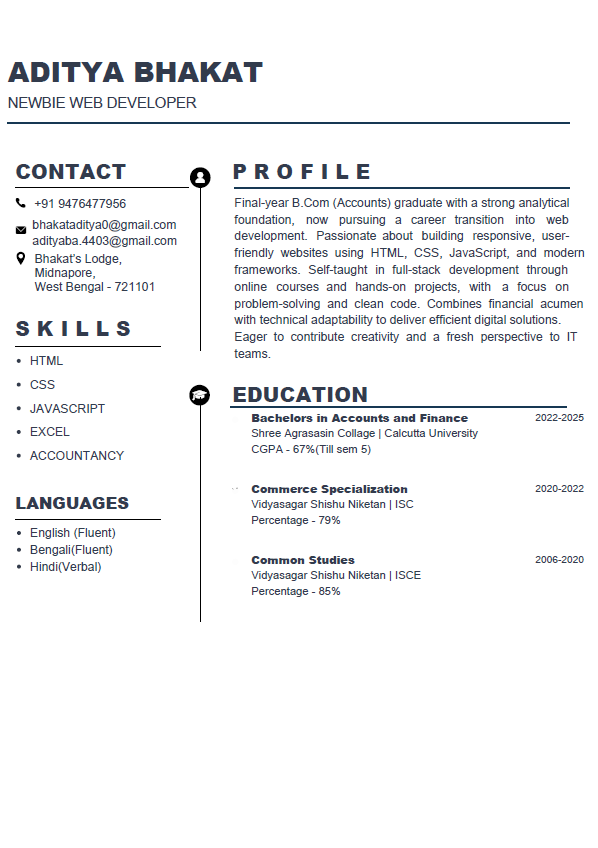 ADITYA BHAKAT
NEWBIE WEB DEVELOPER
CONTACT
+91 9476477956
bhakataditya0@gmail.com
adityaba.4403@gmail.com
Bhakat's Lodge,
Midnapore,
West Bengal - 721101
SKILLS
• HTML
• CSS
• JAVASCRIPT
• EXCEL
• ACCOUNTANCY
LANGUAGES
• English (Fluent)
• Bengali(Fluent)
• Hindi(Verbal)
PROFILE
Final-year B.Com (Accounts) graduate with a strong analytical
foundation, now pursuing a career transition into web
development. Passionate about building responsive, user-
friendly websites using HTML, CSS, JavaScript, and modern
frameworks. Self-taught in full-stack development through
online courses and hands-on projects, with a focus on
problem-solving and clean code. Combines financial acumen
with technical adaptability to deliver efficient digital solutions.
Eager to contribute creativity and a fresh perspective to IT
teams.
EDUCATION
Bachelors in Accounts and Finance 2022-2025
Shree Agrasasin Collage | Calcutta University
CGPA - 67%(Till sem 5)
Commerce Specialization 2020-2022
Vidyasagar Shishu Niketan | ISC
Percentage - 79%
Common Studies 2006-2020
Vidyasagar Shishu Niketan | ISCE
Percentage - 85%